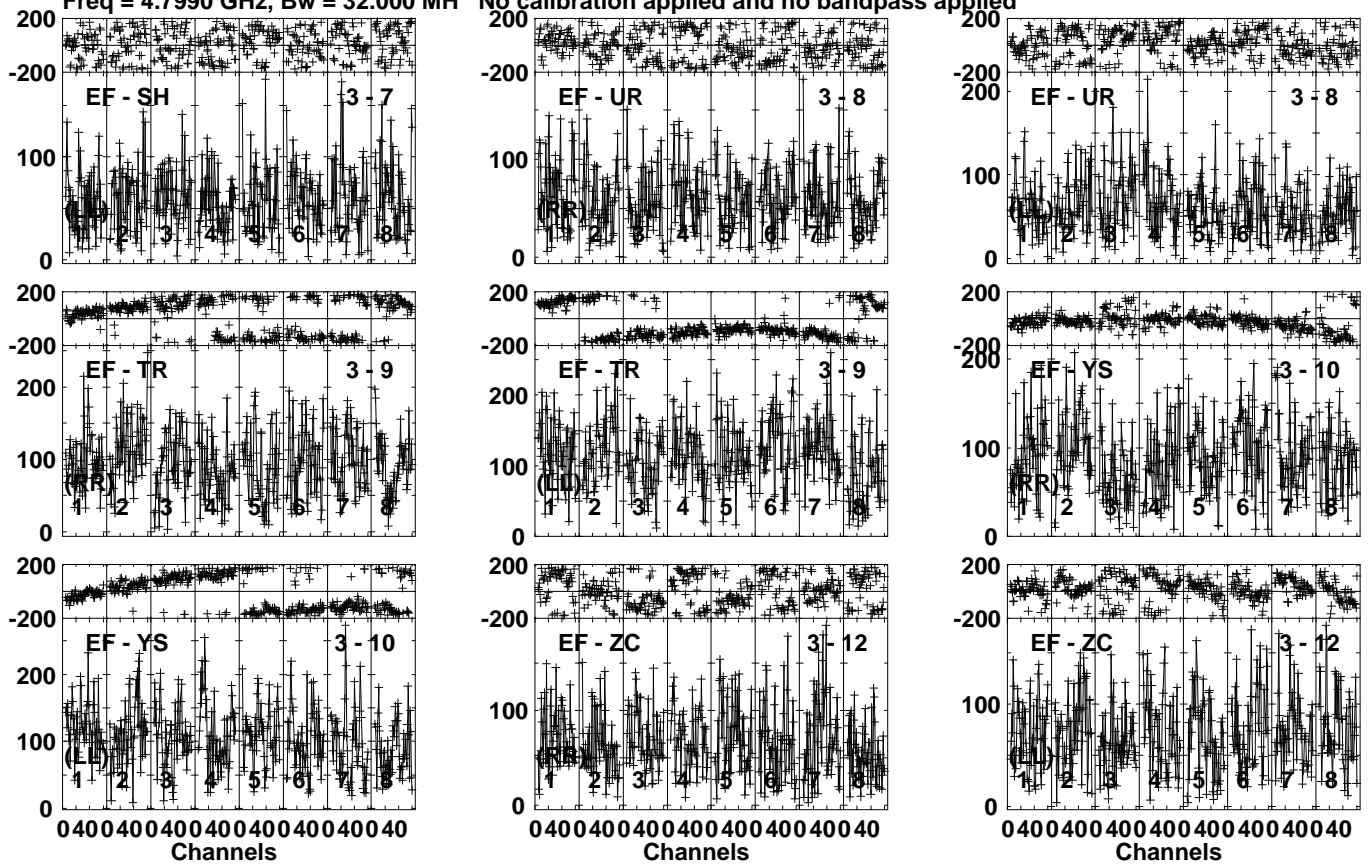 Freq = 4.7990 GHz, Bw = 32.000 MH No calibration applied and no bandpass applied
200
-200
EF - SH 3 - 7
100
(LL)
1 2 3 4 5 6 7 8
0
200
-200
EF - UR 3 - 8
100
(RR)
1 2 3 4 5 6 7 8
0
200
-200
200
EF - UR 3 - 8
100
(LL)
1 2 3 4 5 6 7 8
0
200
-200
EF - TR 3 - 9
200
100
(RR)
1 2 3 4 5 6 7 8
0
200
-200
EF - TR 3 - 9
200
100
(LL)
1 2 3 4 5 6 7 8
0
200
-200
EF - YS 3 - 10
200
100
(RR)
1 2 3 4 5 6 7 8
0
200
-200
EF - YS 3 - 10
200
100
(LL)
1 2 3 4 5 6 7 8
0
0 40 0 40 0 40 0 40 0 40 0 40 0 40 0 40
Channels
200
-200
EF - ZC 3 - 12
100
(RR)
1 2 3 4 5 6 7 8
0
0 40 0 40 0 40 0 40 0 40 0 40 0 40 0 40
Channels
200
-200
EF - ZC 3 - 12
100
(LL)
1 2 3 4 5 6 7 8
0
0 40 0 40 0 40 0 40 0 40 0 40 0 40 0 40
Channels